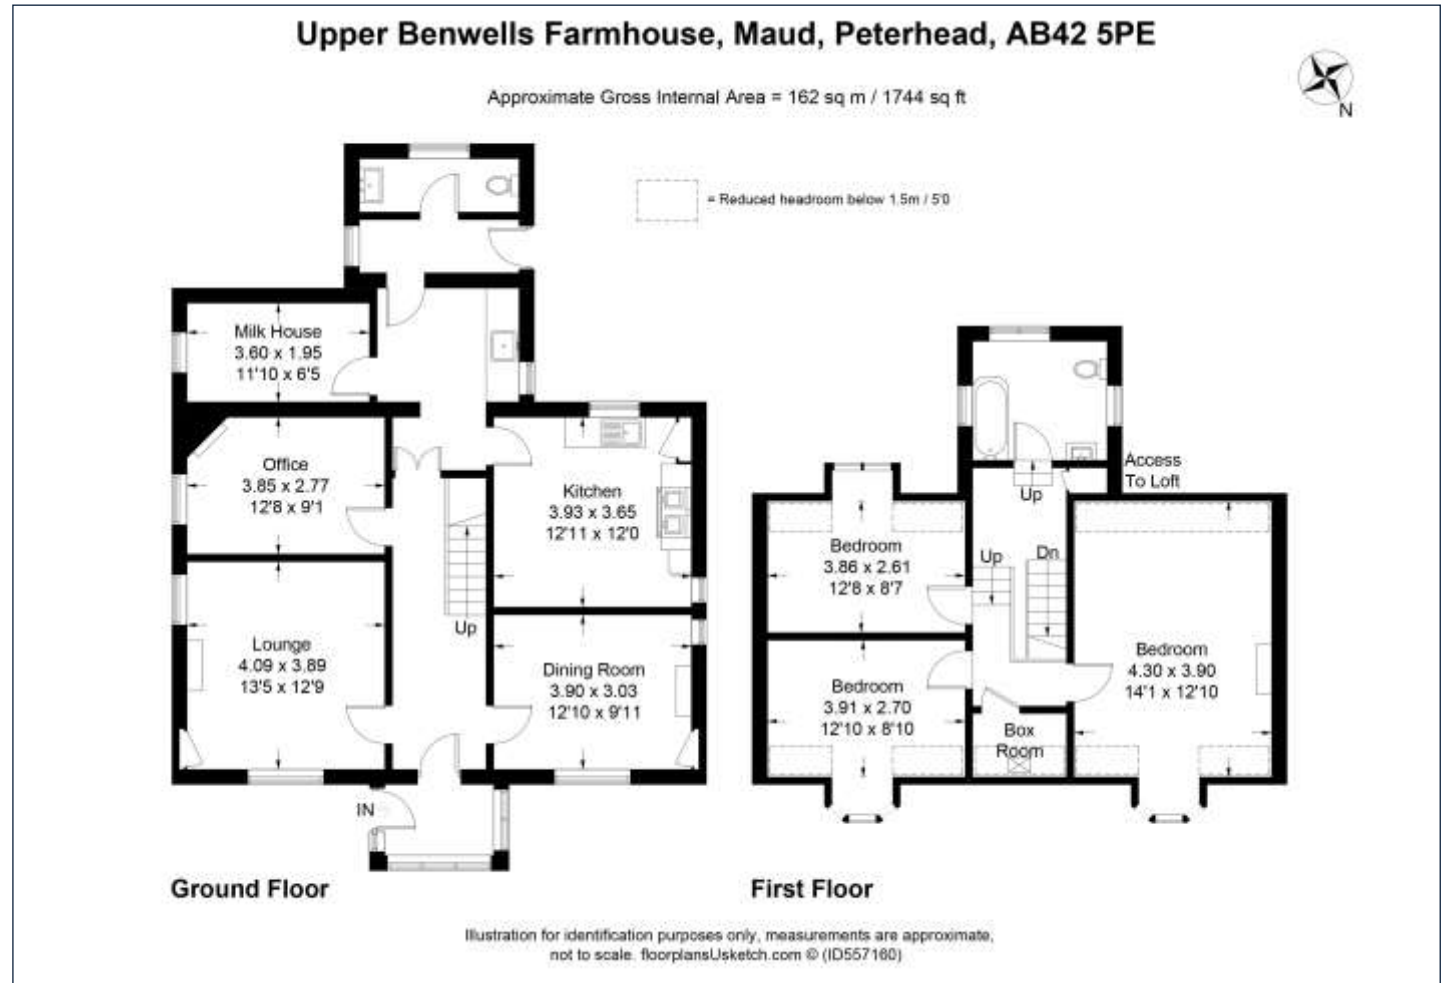 Upper Benwells Farmhouse, Maud, Peterhead, AB42 5PE
Approximate Gross Internal Area = 162 sq m / 1744 sq ft
N
= Reduced headroom below 1.5m / 5'0
Milk House
3.60 x 1.95
11'10 x 6'5
Office
3.85 x 2.77
12'8 x 9'1
Kitchen
3.93 x 3.65
12'11 x 12'0
Up
Lounge
4.09 x 3.89
13'5 x 12'9
Dining Room
3.90 x 3.03
12'10 x 9'11
IN
Ground Floor
Access
To Loft
Up
Bedroom
3.86 x 2.61
12'8 x 8'7
Up
Dn
Bedroom
4.30 x 3.90
14'1 x 12'10
Bedroom
3.91 x 2.70
12'10 x 8'10
Box
Room
First Floor
Illustration for identification purposes only, measurements are approximate,
not to scale. floorplansUsketch.com © (ID557160)